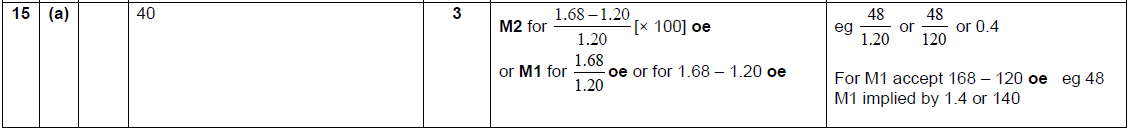 15 (a) 40 3 M2 for (1.68 – 1.20)/1.20 [× 100] oe eg 48/1.20 or 48/120 or 0.4
or M1 for 1.68/1.20 oe or for 1.68 – 1.20 oe
For M1 accept 168 – 120 oe eg 48
M1 implied by 1.4 or 140